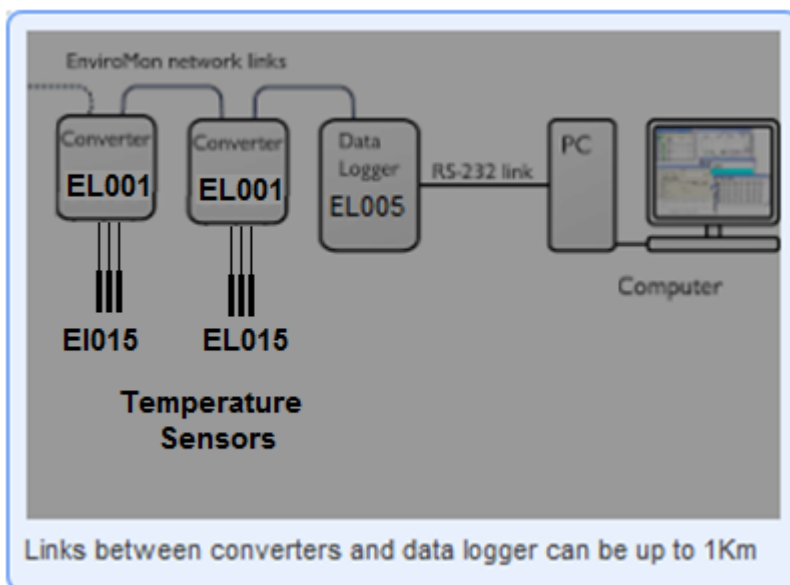 EnviroMon network links
Converter
EL001
Converter
EL001
Data
Logger
EL005
RS-232 link
PC
Computer
EI015
EL015
Temperature
Sensors
Links between converters and data logger can be up to 1Km